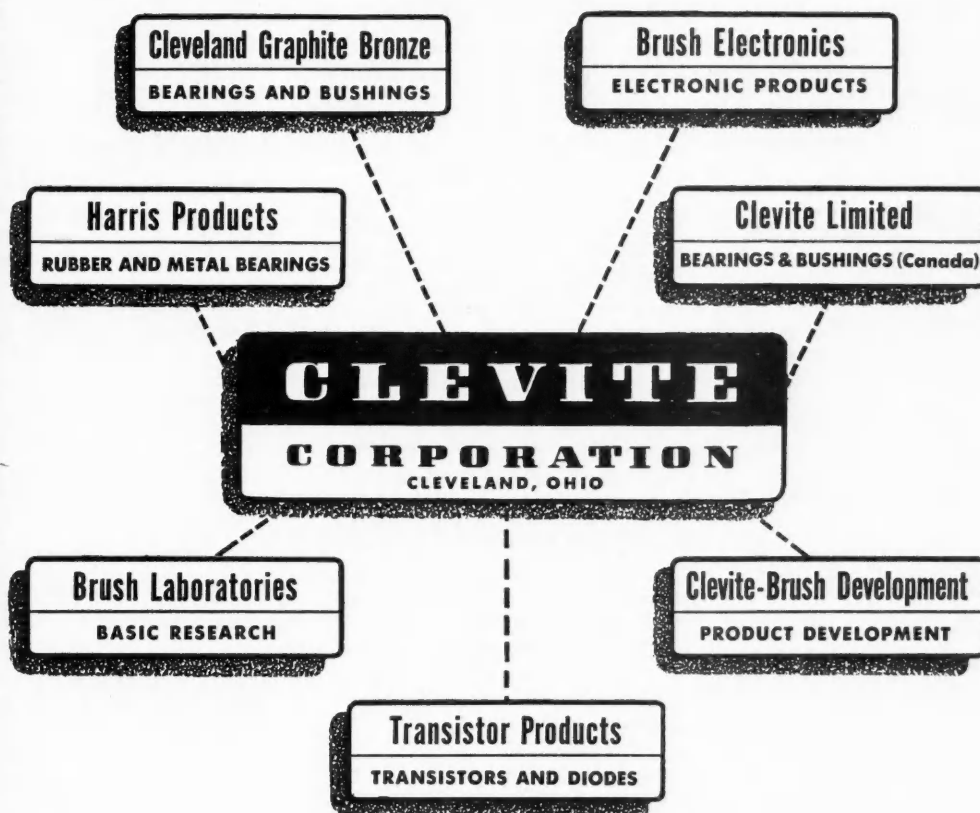 Cleveland Graphite Bronze
BEARINGS AND BUSHINGS
Brush Electronics
ELECTRONIC PRODUCTS
Harris Products
RUBBER AND METAL BEARINGS
Clevite Limited
BEARINGS & BUSHINGS (Canada)
CLEVITE
CORPORATION
CLEVELAND, OHIO
Brush Laboratories
BASIC RESEARCH
Clevite-Brush Development
PRODUCT DEVELOPMENT
Transistor Products
TRANSISTORS AND DIODES